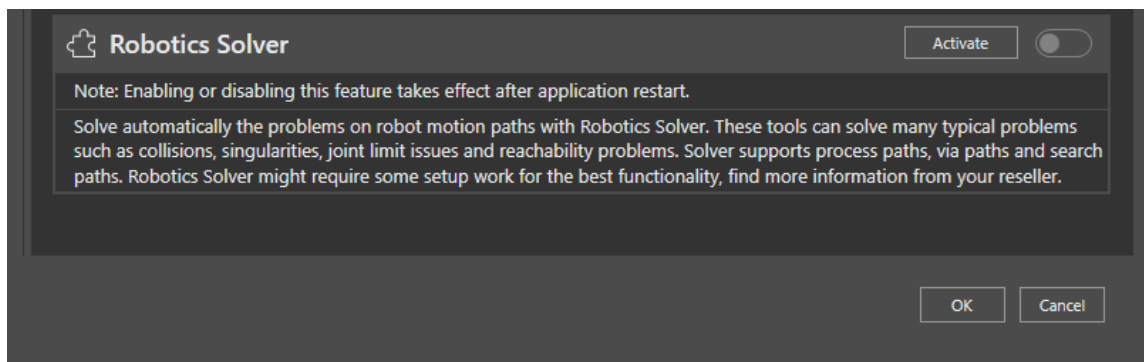 Robotics Solver
Activate
Note: Enabling or disabling this feature takes effect after application restart.
Solve automatically the problems on robot motion paths with Robotics Solver. These tools can solve many typical problems
such as collisions, singularities, joint limit issues and reachability problems. Solver supports process paths, via paths and search
paths. Robotics Solver might require some setup work for the best functionality, find more information from your reseller.
OK
Cancel